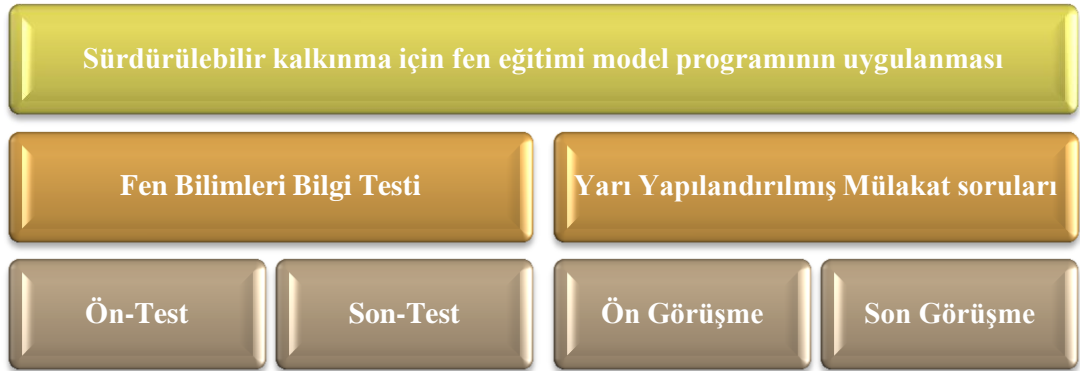 Sürdürülebilir kalkınma için fen eğitimi model programının uygulanması
Fen Bilimleri Bilgi Testi
Yarı Yapılandırılmış Mülakat soruları
Ön-Test
Son-Test
Ön Görüşme
Son Görüşme